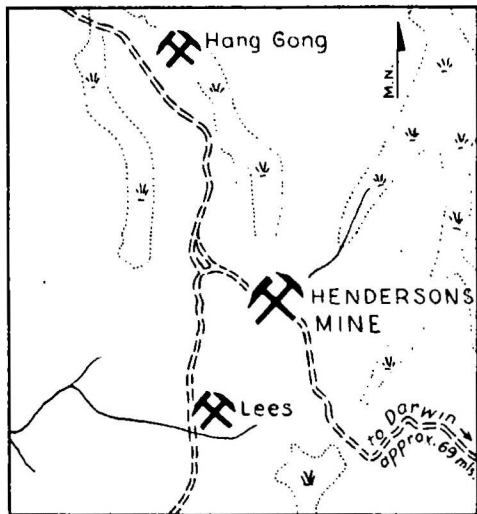 Hang Gong
M.N.
HENDERSONS
MINE
Lees
to Darwin
approx. 69 mls.